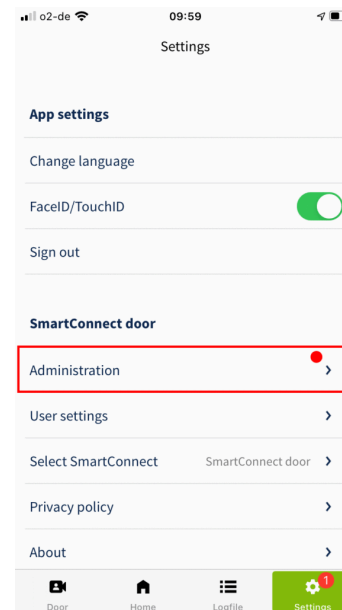 o2-de 09:59
Settings
App settings
Change language
FaceID/TouchID
Sign out
SmartConnect door
Administration
User settings
Select SmartConnect SmartConnect door
Privacy policy
About
1
Door Home Logfile Settings